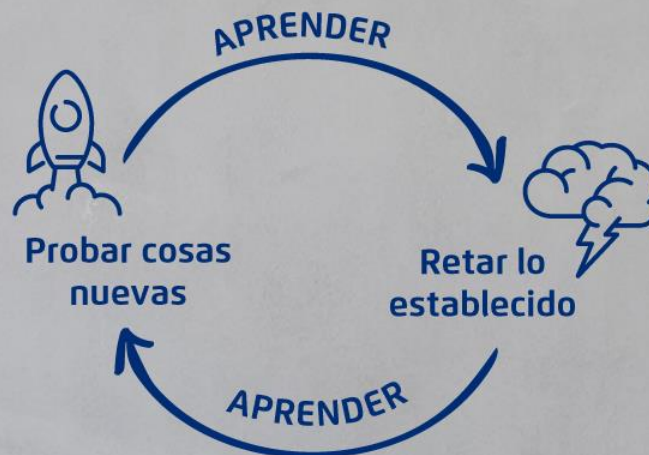 APRENDER
Probar cosas
nuevas
Retar lo
establecido
APRENDER